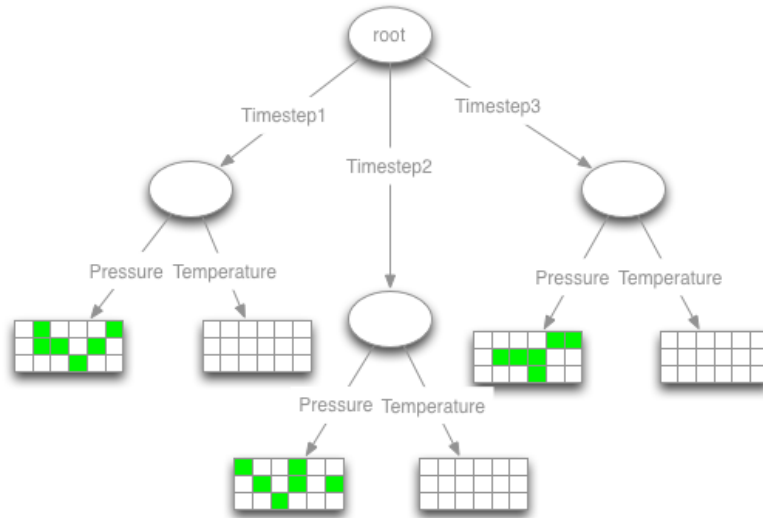 root
Timestep1
Timestep3
Timestep2
Pressure Temperature
Pressure Temperature
Pressure Temperature